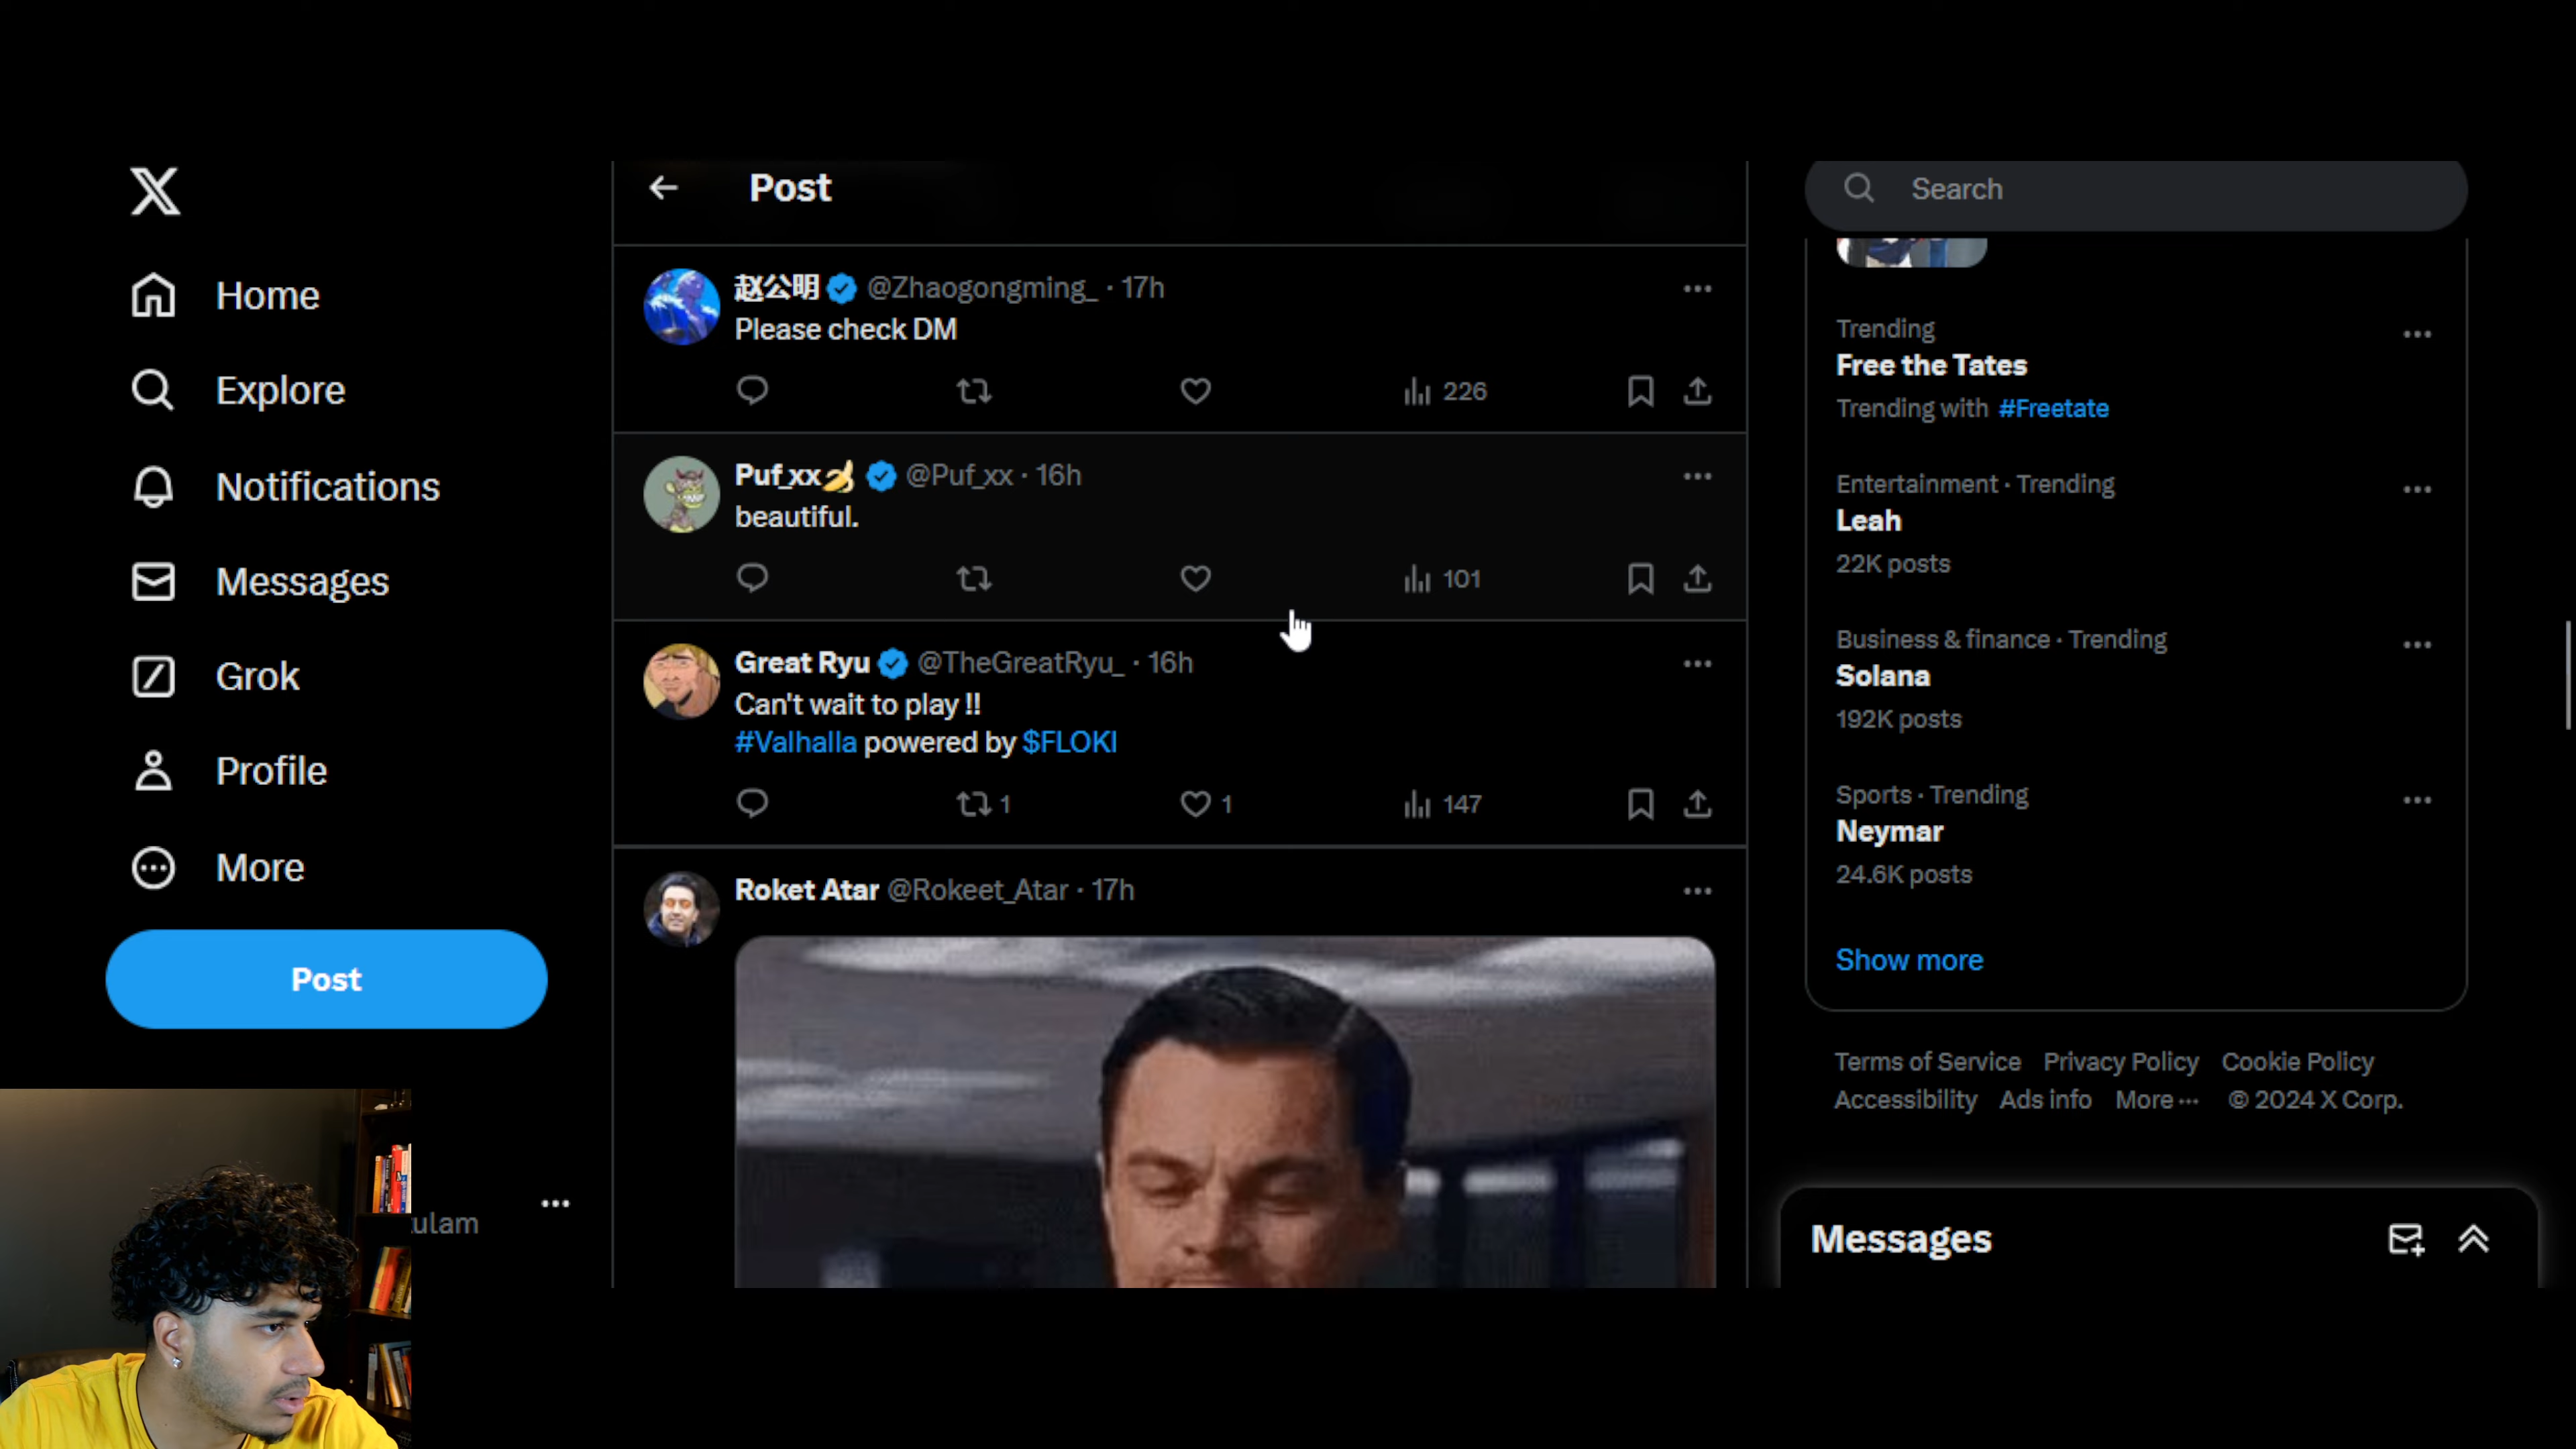 Home
Explore
Notifications
Messages
Grok
Profile
More
Post
ulam
Post
赵公明 @Zhaogongming_ · 17h
Please check DM
226
Puf_xx🍌 @Puf_xx · 16h
beautiful.
101
Great Ryu @TheGreatRyu_ · 16h
Can't wait to play !!
#Valhalla powered by $FLOKI
1 1 147
Roket Atar @Rokeet_Atar · 17h
Search
Trending
Free the Tates
Trending with #Freetate
Entertainment · Trending
Leah
22K posts
Business & finance · Trending
Solana
192K posts
Sports · Trending
Neymar
24.6K posts
Show more
Terms of Service Privacy Policy Cookie Policy
Accessibility Ads info More ··· © 2024 X Corp.
Messages